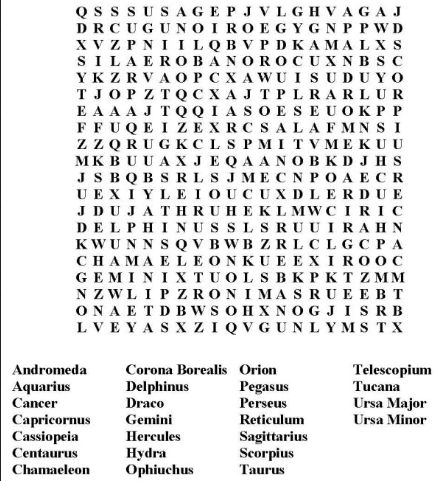 Q S S S U S A G E P J V L G H V A G A J
D R C U G U N O I R O E G Y G N P P W D
X V Z P N I I L Q B V P D K A M A L X S
S I L A E R O B A N O R O C U X N B S C
Y K Z R V A O P C X A W U I S U D U Y O
T J O P Z T Q C X A J T P L R A R L U R
E A A A J T Q Q I A S O E S E U O K P P
F F U Q E I Z E X R C S A L A F M N S I
Z Z Q R U G K C L S P M I T V M E K U U
M K B U U A X J E Q A A N O B K D J H S
J S B Q B S R L S J M E C N P O A E C R
U E X I Y L E I O U C U X D L E R D U E
J D U J A T H R U H E K L M W C I R I C
D E L P H I N U S S L S R U U I R A H N
K W U N N S Q V B W B Z R L C L G C P A
C H A M A E L E O N K U E E X I R O O C
G E M I N I X T U O L S B K P K T Z M M
N Z W L I P Z R O N I M A S R U E E B T
O N A E T D B W S O H X N O G J I S R B
L V E Y A S X Z I Q V G U N L Y M S T X
Andromeda Corona Borealis Orion Telescopium
Aquarius Delphinus Pegasus Tucana
Cancer Draco Perseus Ursa Major
Capricornus Gemini Reticulum Ursa Minor
Cassiopeia Hercules Sagittarius
Centaurus Hydra Scorpius
Chamaeleon Ophiuchus Taurus